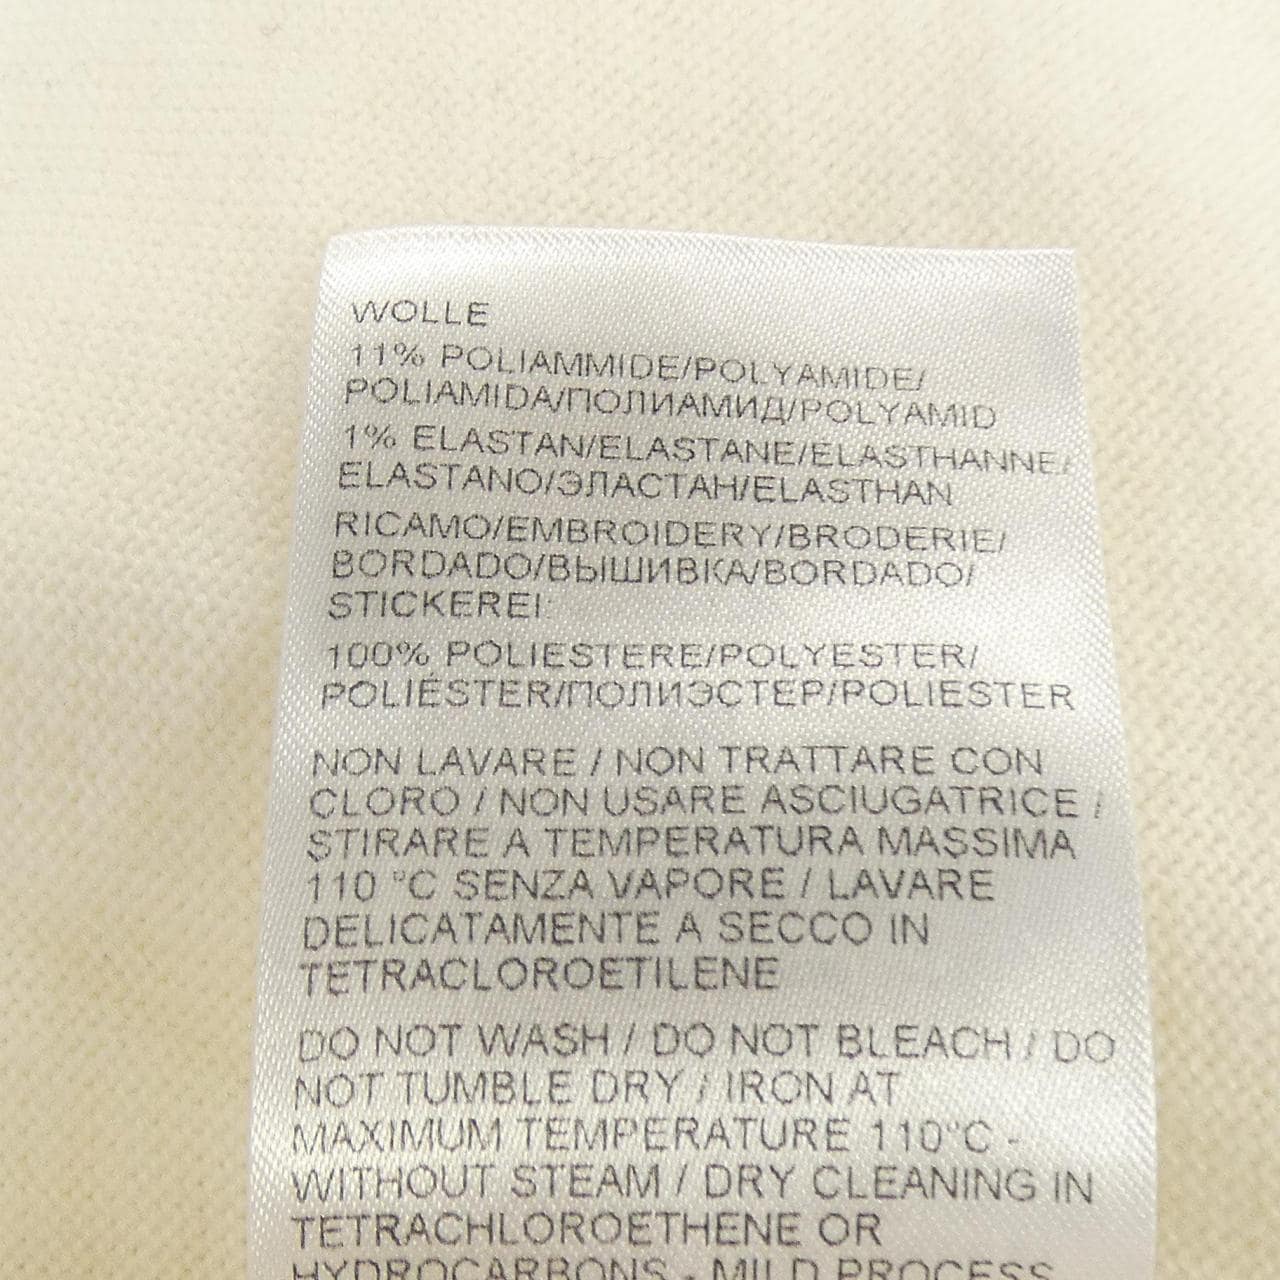 WOLLE
11% POLIAMMIDE/POLYAMIDE/
POLIAMIDA/ПОЛИАМИД/POLYAMID
1% ELASTAN/ELASTANE/ELASTHANNE/
ELASTANO/ЭЛАСТАН/ELASTHAN
RICAMO/EMBROIDERY/BRODERIE/
BORDADO/ВЫШИВКА/BORDADO/
STICKEREI:
100% POLIESTERE/POLYESTER/
POLIÉSTER/ПОЛИЭСТЕР/POLIESTER
NON LAVARE / NON TRATTARE CON
CLORO / NON USARE ASCIUGATRICE /
STIRARE A TEMPERATURA MASSIMA
110 °C SENZA VAPORE / LAVARE
DELICATAMENTE A SECCO IN
TETRACLOROETILENE
DO NOT WASH / DO NOT BLEACH / DO
NOT TUMBLE DRY / IRON AT
MAXIMUM TEMPERATURE 110°C -
WITHOUT STEAM / DRY CLEANING IN
TETRACHLOROETHENE OR
HYDROCARBONS - MILD PROCESS